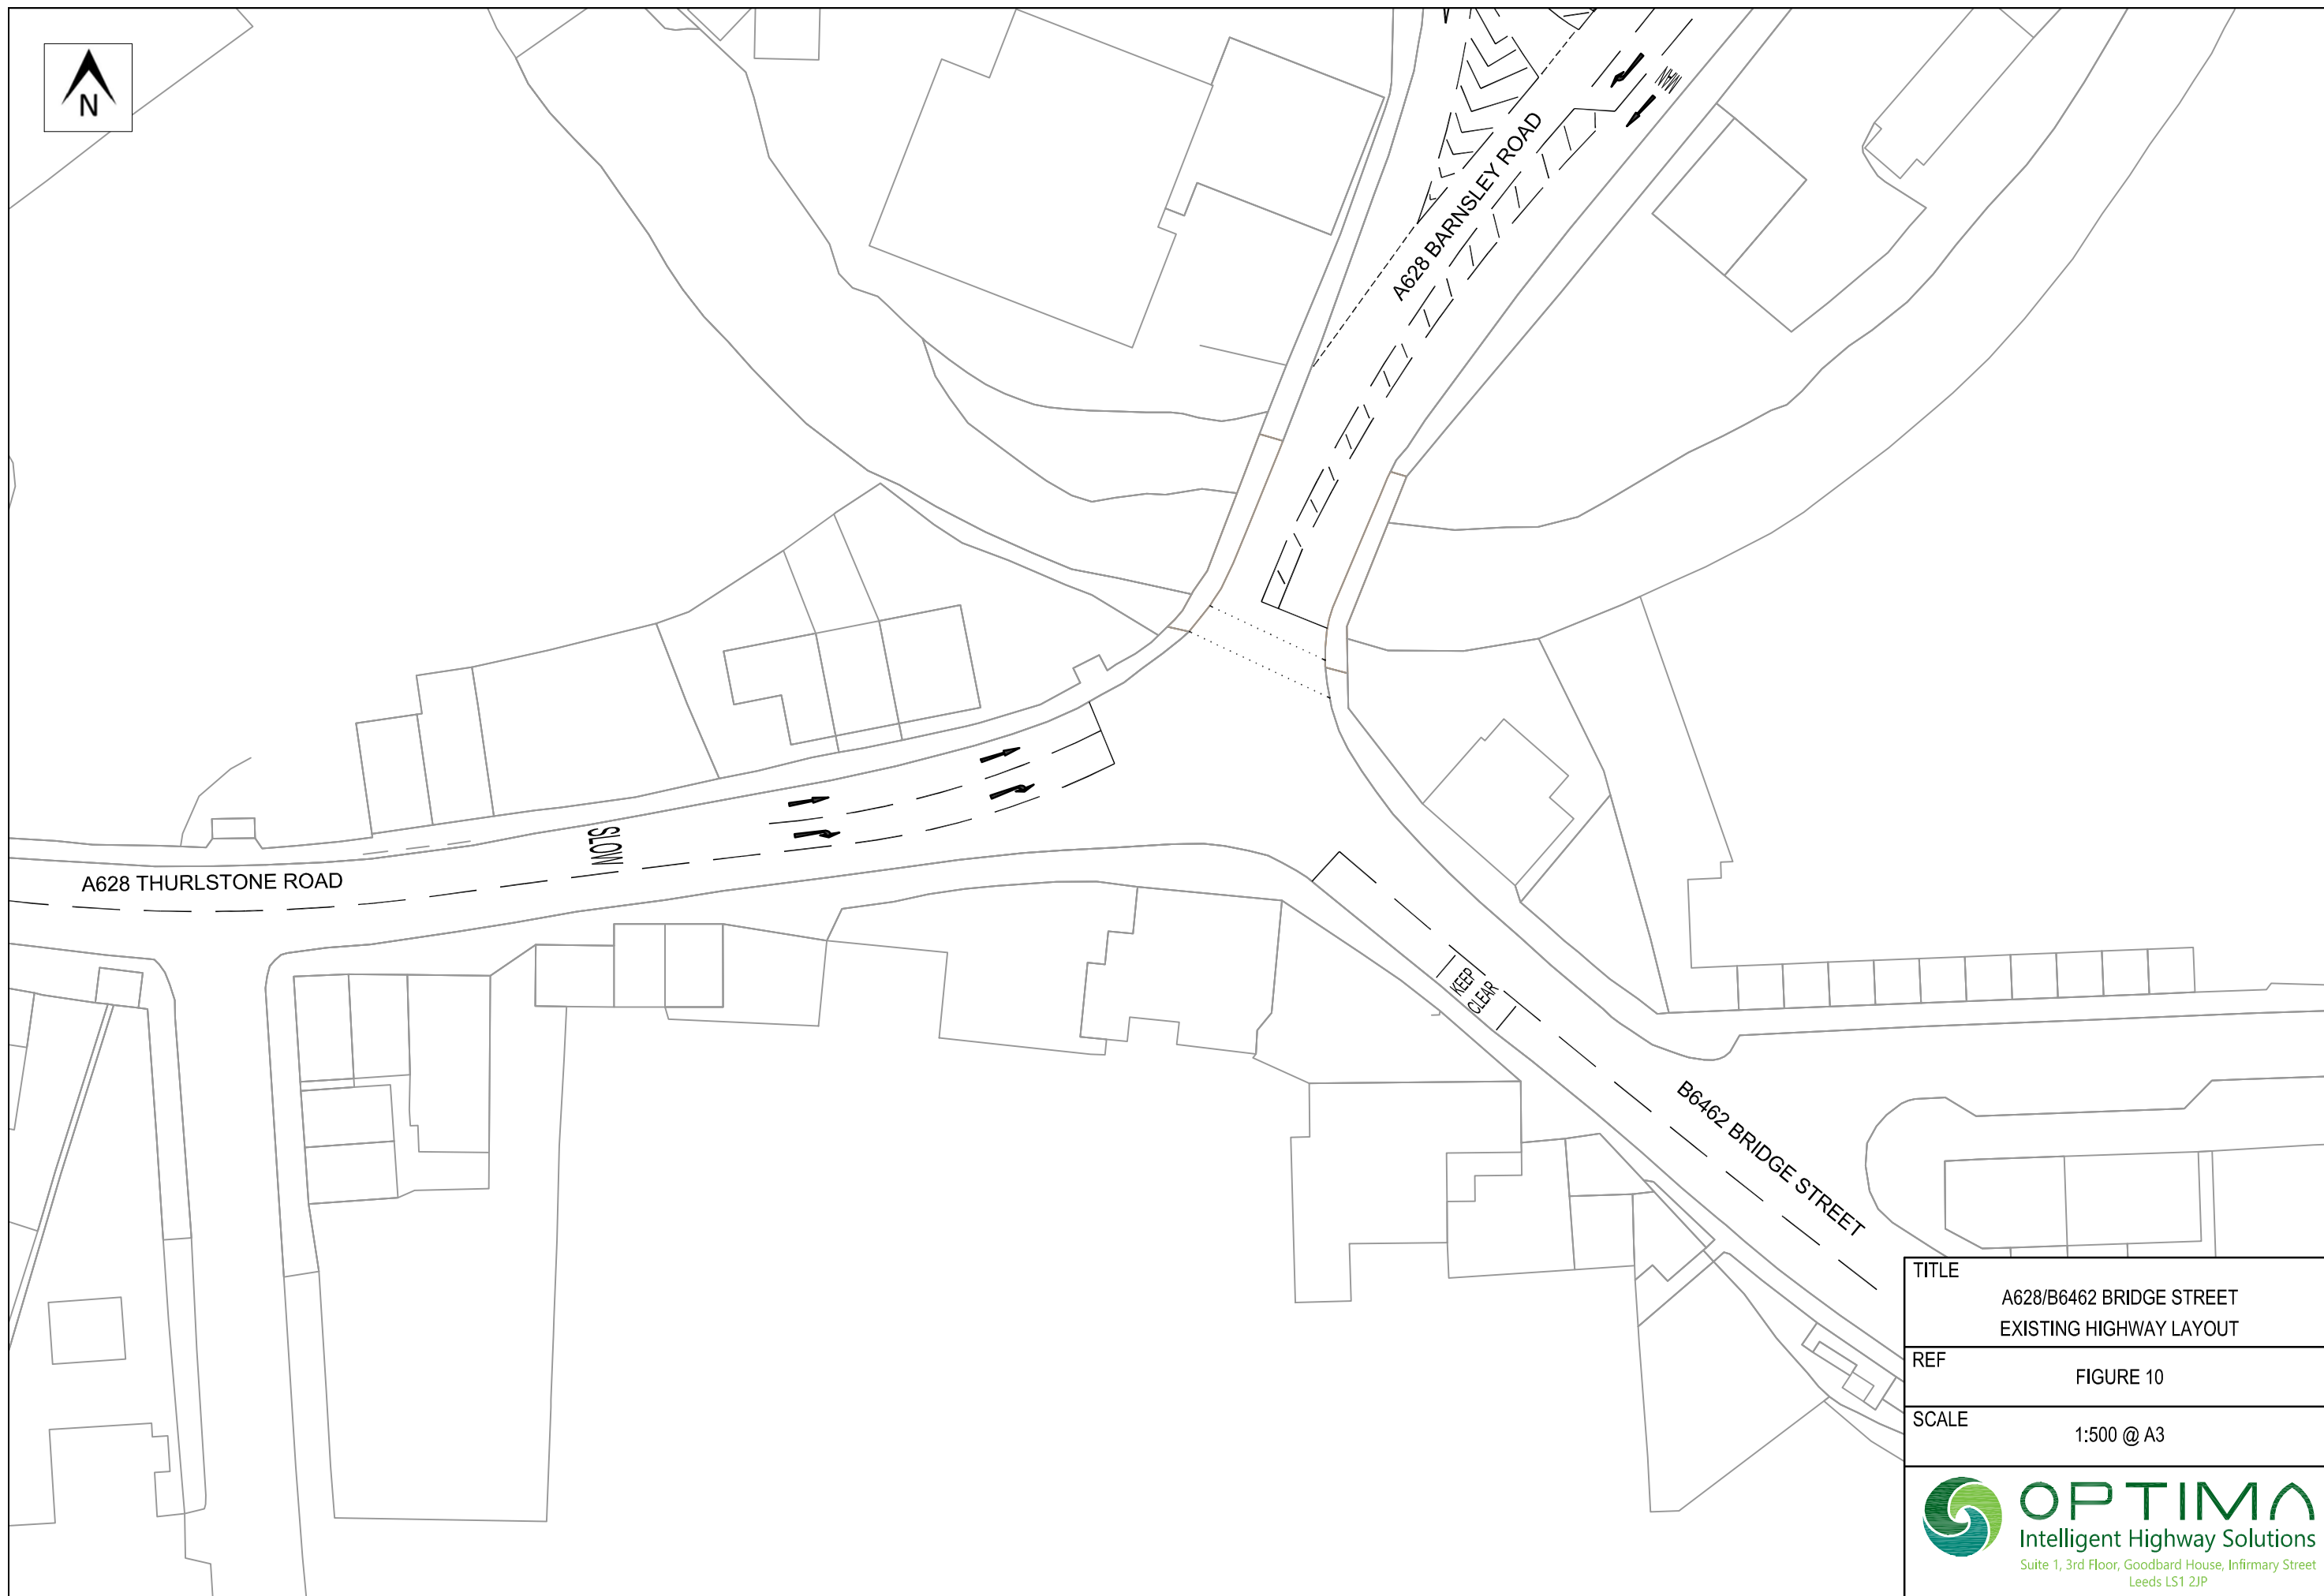 N
A628 BARNSLEY ROAD
SLOW
A628 THURLSTONE ROAD
KEEP
CLEAR
B6462 BRIDGE STREET
TITLE
A628/B6462 BRIDGE STREET
EXISTING HIGHWAY LAYOUT
REF
FIGURE 10
SCALE
1:500 @ A3
OPTIMA
Intelligent Highway Solutions
Suite 1, 3rd Floor, Goodbard House, Infirmary Street
Leeds LS1 2JP